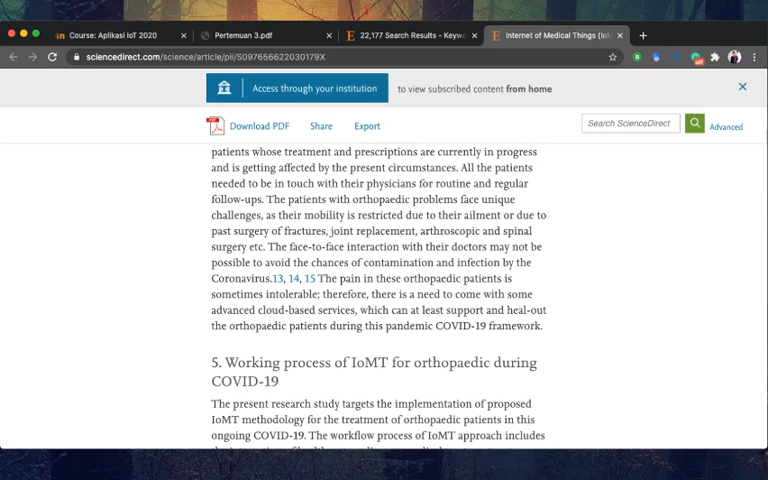 Course: Aplikasi IoT 2020
Pertemuan 3.pdf
22,177 Search Results - Keyw
Internet of Medical Things (Io
sciencedirect.com/science/article/pii/S097656622030179X
Access through your institution
to view subscribed content from home
Download PDF
Share
Export
Search ScienceDirect
Advanced
patients whose treatment and prescriptions are currently in progress
and is getting affected by the present circumstances. All the patients
needed to be in touch with their physicians for routine and regular
follow-ups. The patients with orthopaedic problems face unique
challenges, as their mobility is restricted due to their ailment or due to
past surgery of fractures, joint replacement, arthroscopic and spinal
surgery etc. The face-to-face interaction with their doctors may not be
possible to avoid the chances of contamination and infection by the
Coronavirus.13, 14, 15 The pain in these orthopaedic patients is
sometimes intolerable; therefore, there is a need to come with some
advanced cloud-based services, which can at least support and heal-out
the orthopaedic patients during this pandemic COVID-19 framework.
5. Working process of IoMT for orthopaedic during
COVID-19
The present research study targets the implementation of proposed
IoMT methodology for the treatment of orthopaedic patients in this
ongoing COVID-19. The workflow process of IoMT approach includes